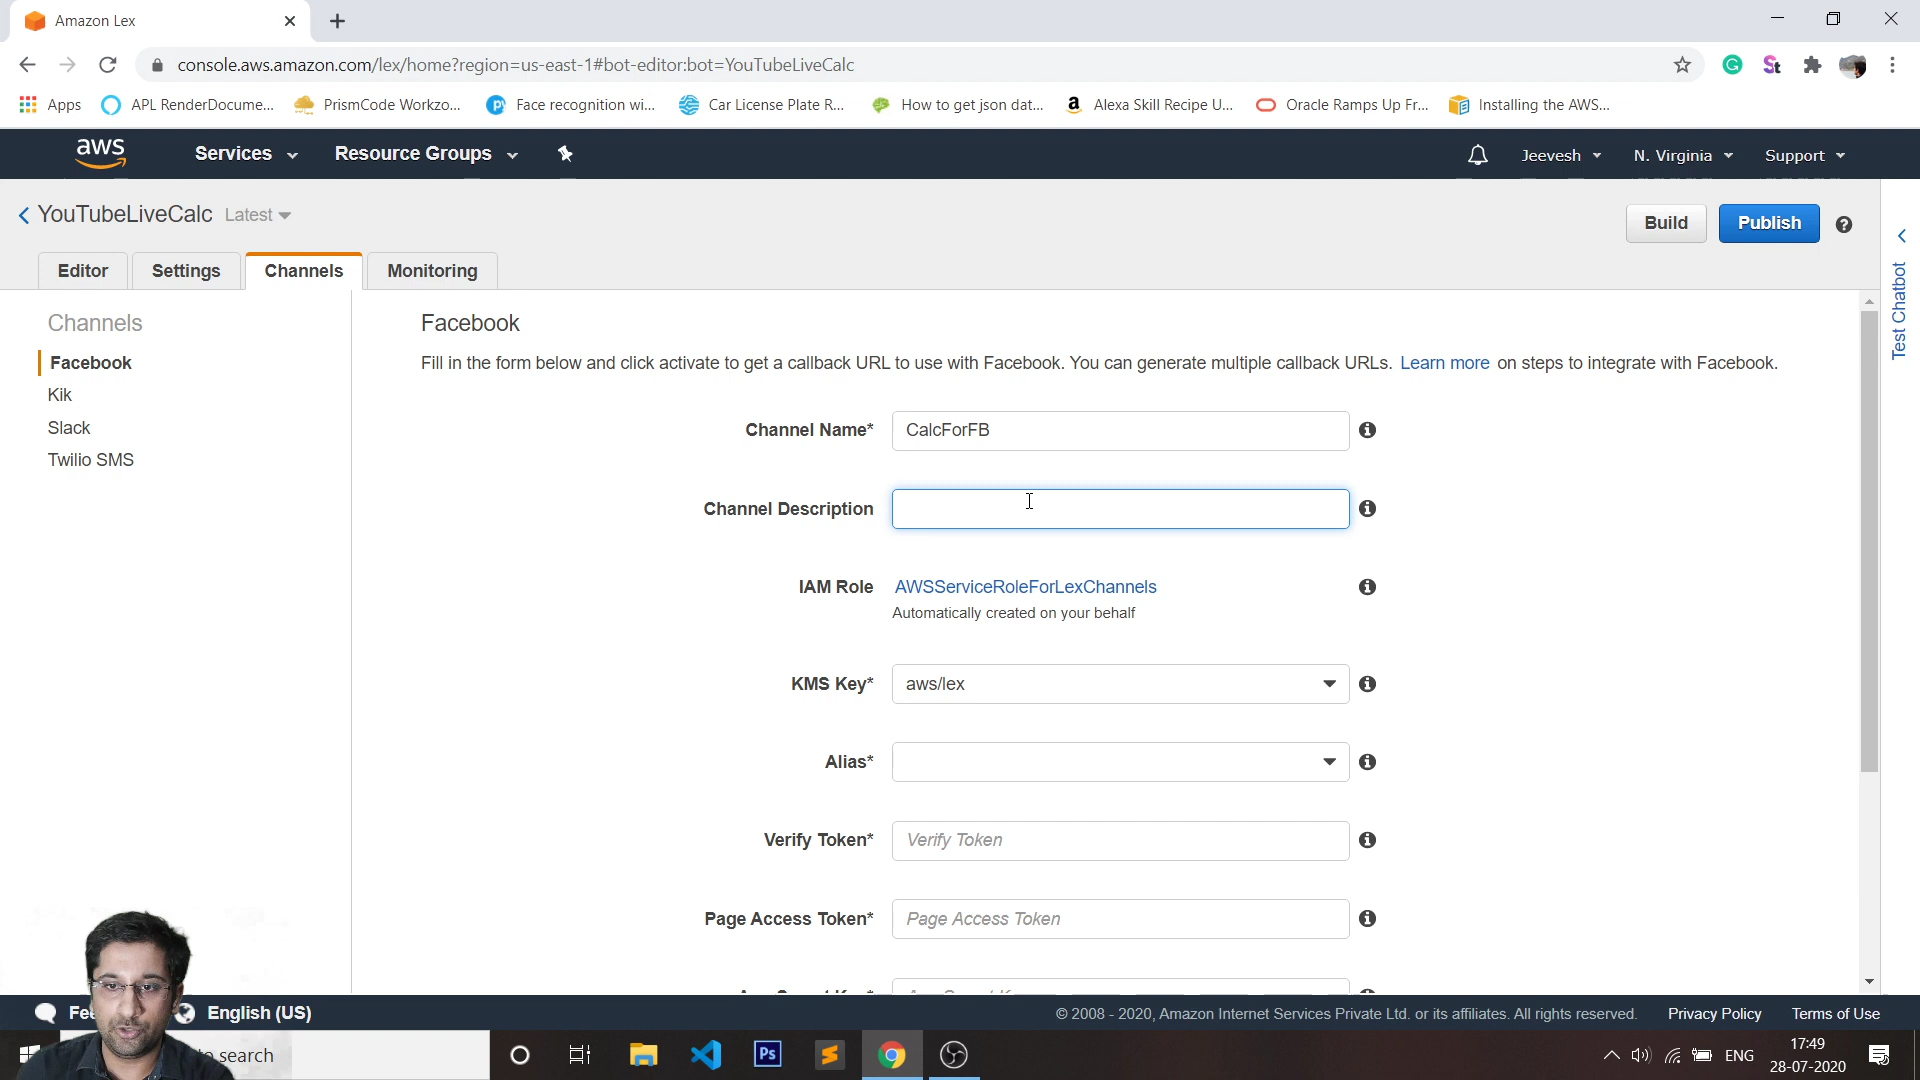 Amazon Lex
console.aws.amazon.com/lex/home?region=us-east-1#bot-editor:bot=YouTubeLiveCalc
Apps
APL RenderDocume...
PrismCode Workzo...
Face recognition wi...
Car License Plate R...
How to get json dat...
Alexa Skill Recipe U...
Oracle Ramps Up Fr...
Installing the AWS...
aws
Services
Resource Groups
Jeevesh
N. Virginia
Support
YouTubeLiveCalc
Latest
Build
Publish
Editor
Settings
Channels
Monitoring
Test Chatbot
Channels
Facebook
Kik
Slack
Twilio SMS
Facebook
Fill in the form below and click activate to get a callback URL to use with Facebook. You can generate multiple callback URLs. Learn more on steps to integrate with Facebook.
Channel Name*
CalcForFB
Channel Description
IAM Role
AWSServiceRoleForLexChannels
Automatically created on your behalf
KMS Key*
aws/lex
Alias*
Verify Token*
Verify Token
Page Access Token*
Page Access Token
English (US)
© 2008 - 2020, Amazon Internet Services Private Ltd. or its affiliates. All rights reserved.
Privacy Policy
Terms of Use
search
Ps
ENG
17:49
28-07-2020